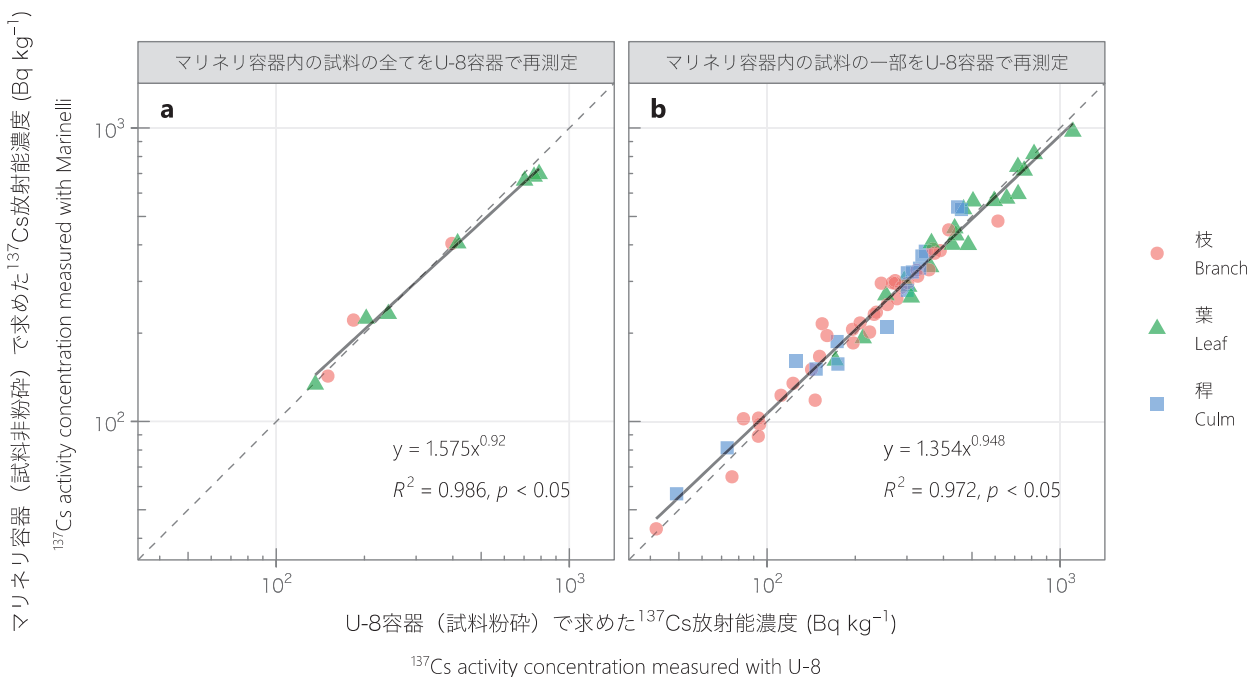 マリネリ容器（試料非粉砕）で求めた¹³⁷Cs放射能濃度 (Bq kg⁻¹)
¹³⁷Cs activity concentration measured with Marinelli
マリネリ容器内の試料の全てをU-8容器で再測定
a
10³
10²
y = 1.575x⁰·⁹²
R² = 0.986, p < 0.05
10²
10³
マリネリ容器内の試料の一部をU-8容器で再測定
b
y = 1.354x⁰·⁹⁴⁸
R² = 0.972, p < 0.05
10²
10³
枝
Branch
葉
Leaf
稈
Culm
U-8容器（試料粉砕）で求めた¹³⁷Cs放射能濃度 (Bq kg⁻¹)
¹³⁷Cs activity concentration measured with U-8